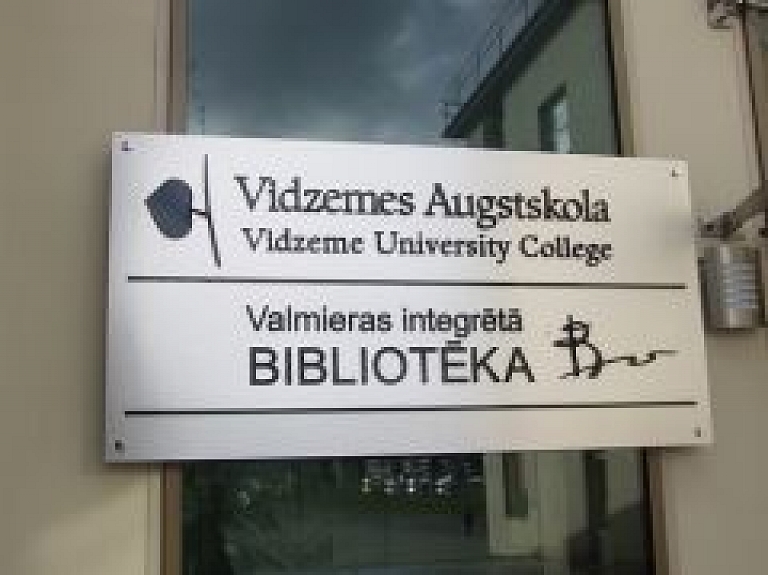 Vidzemes Augstskola
Vidzeme University College
Valmieras integrētā
BIBLIOTĒKA